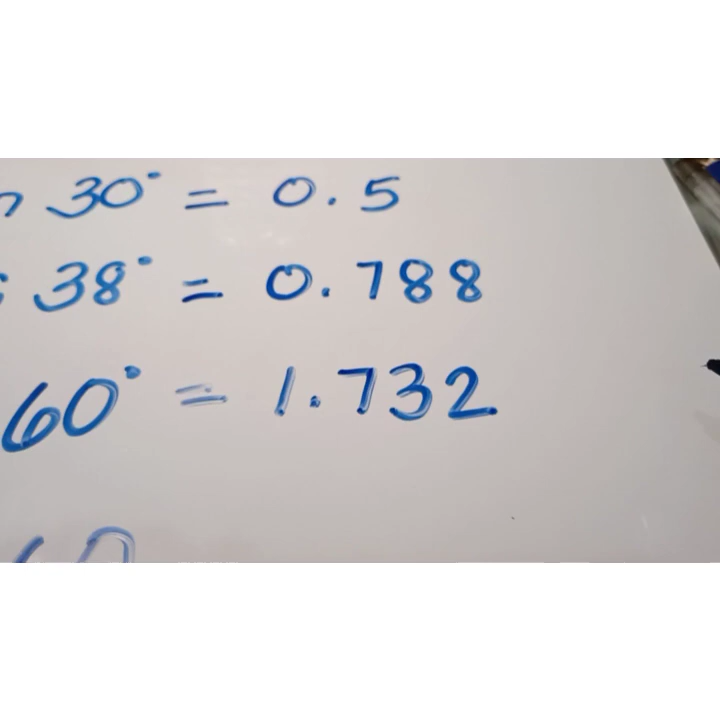 30° = 0.5
38° = 0.788
60° = 1.732